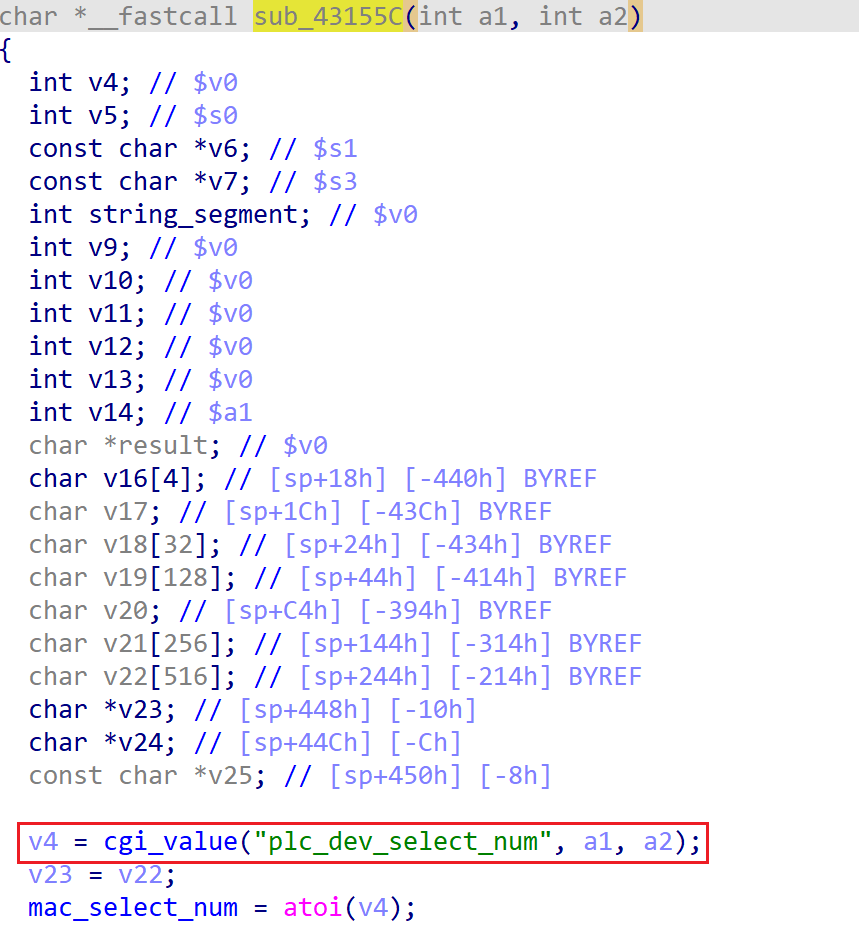 char *__fastcall sub_43155C(int a1, int a2)
{
int v4; // $v0
int v5; // $s0
const char *v6; // $s1
const char *v7; // $s3
int string_segment; // $v0
int v9; // $v0
int v10; // $v0
int v11; // $v0
int v12; // $v0
int v13; // $v0
int v14; // $a1
char *result; // $v0
char v16[4]; // [sp+18h] [-440h] BYREF
char v17; // [sp+1Ch] [-43Ch] BYREF
char v18[32]; // [sp+24h] [-434h] BYREF
char v19[128]; // [sp+44h] [-414h] BYREF
char v20; // [sp+C4h] [-394h] BYREF
char v21[256]; // [sp+144h] [-314h] BYREF
char v22[516]; // [sp+244h] [-214h] BYREF
char *v23; // [sp+448h] [-10h]
char *v24; // [sp+44Ch] [-Ch]
const char *v25; // [sp+450h] [-8h]
v4 = cgi_value("plc_dev_select_num", a1, a2);
v23 = v22;
mac_select_num = atoi(v4);